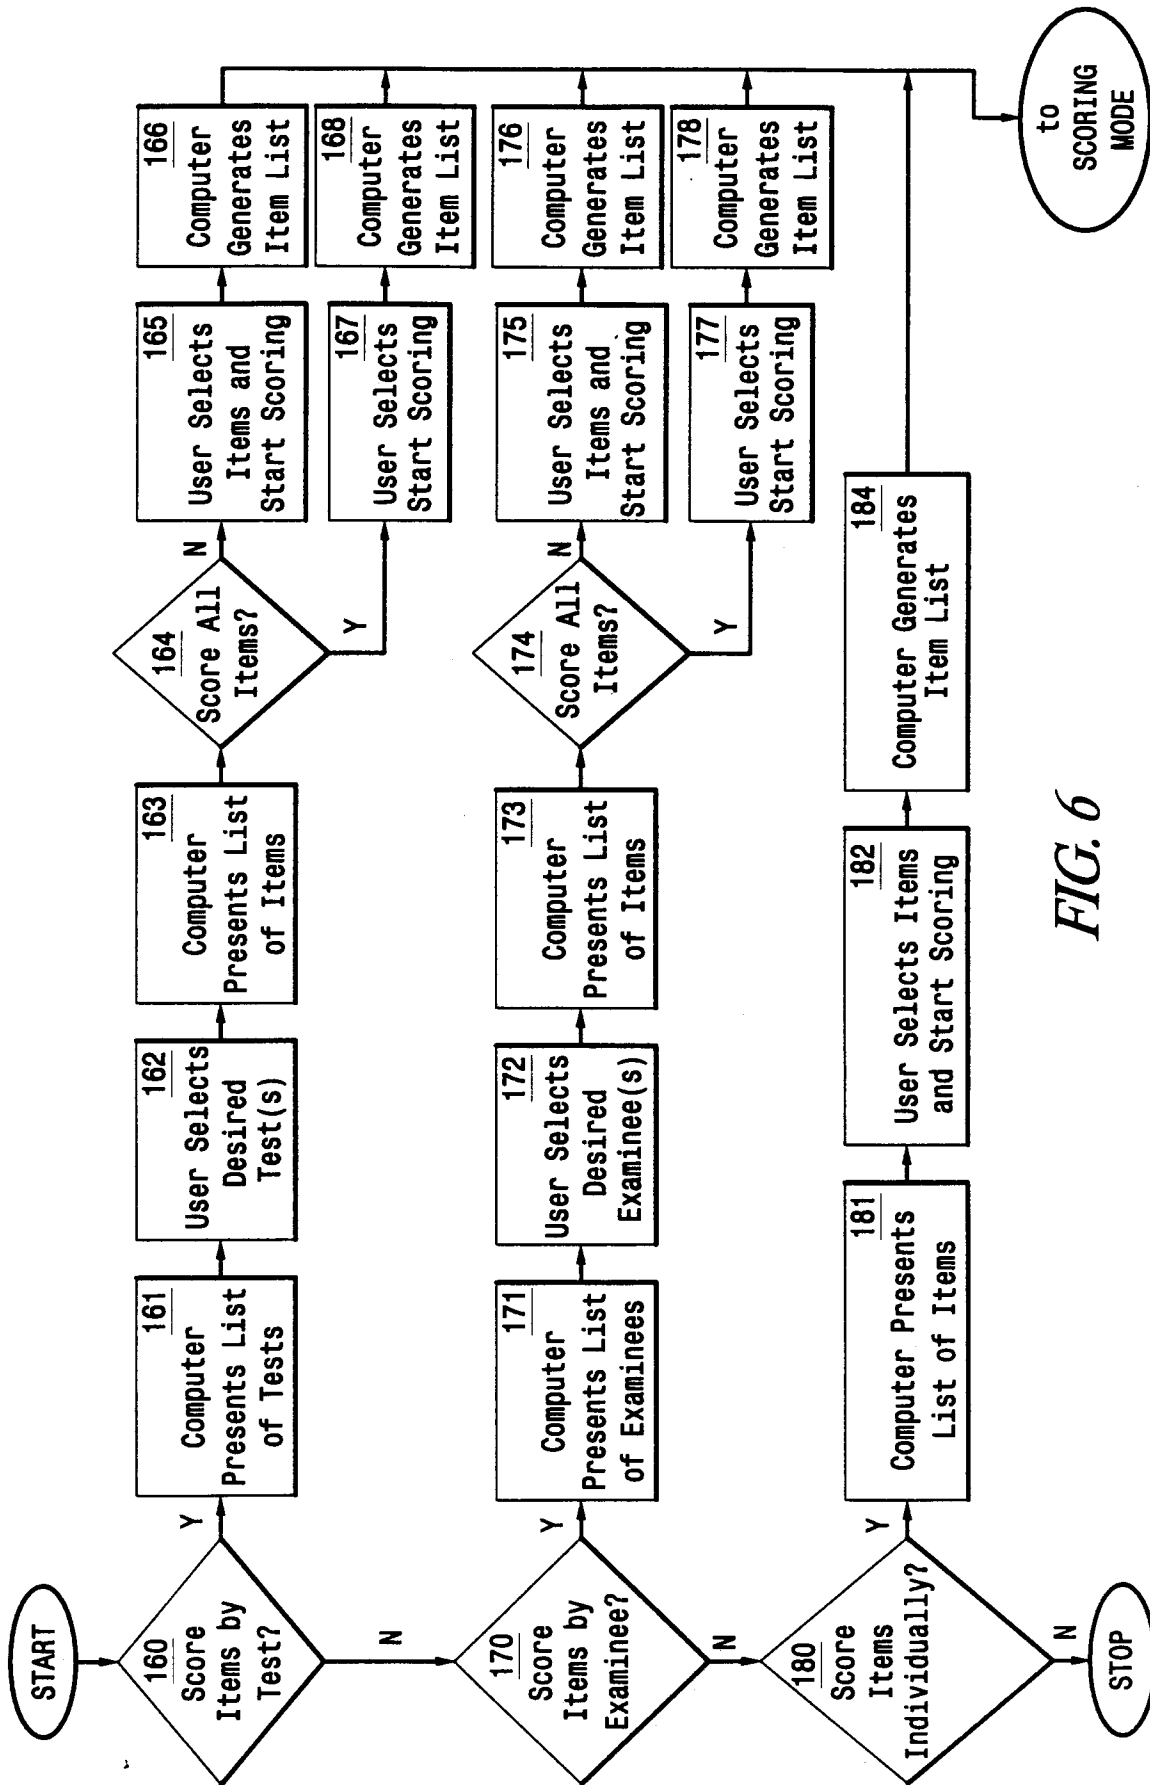 START
160
Score
Items by
Test?
Y
N
161
Computer
Presents List
of Tests
162
User Selects
Desired
Test(s)
163
Computer
Presents List
of Items
164
Score All
Items?
N
Y
165
User Selects
Items and
Start Scoring
166
Computer
Generates
Item List
167
User Selects
Start Scoring
168
Computer
Generates
Item List
170
Score
Items by
Examinee?
Y
N
171
Computer
Presents List
of Examinees
172
User Selects
Desired
Examinee(s)
173
Computer
Presents List
of Items
174
Score All
Items?
N
Y
175
User Selects
Items and
Start Scoring
176
Computer
Generates
Item List
177
User Selects
Start Scoring
178
Computer
Generates
Item List
180
Score
Items
Individually?
Y
N
181
Computer Presents
List of Items
182
User Selects Items
and Start Scoring
184
Computer Generates
Item List
STOP
to
SCORING
MODE
FIG. 6